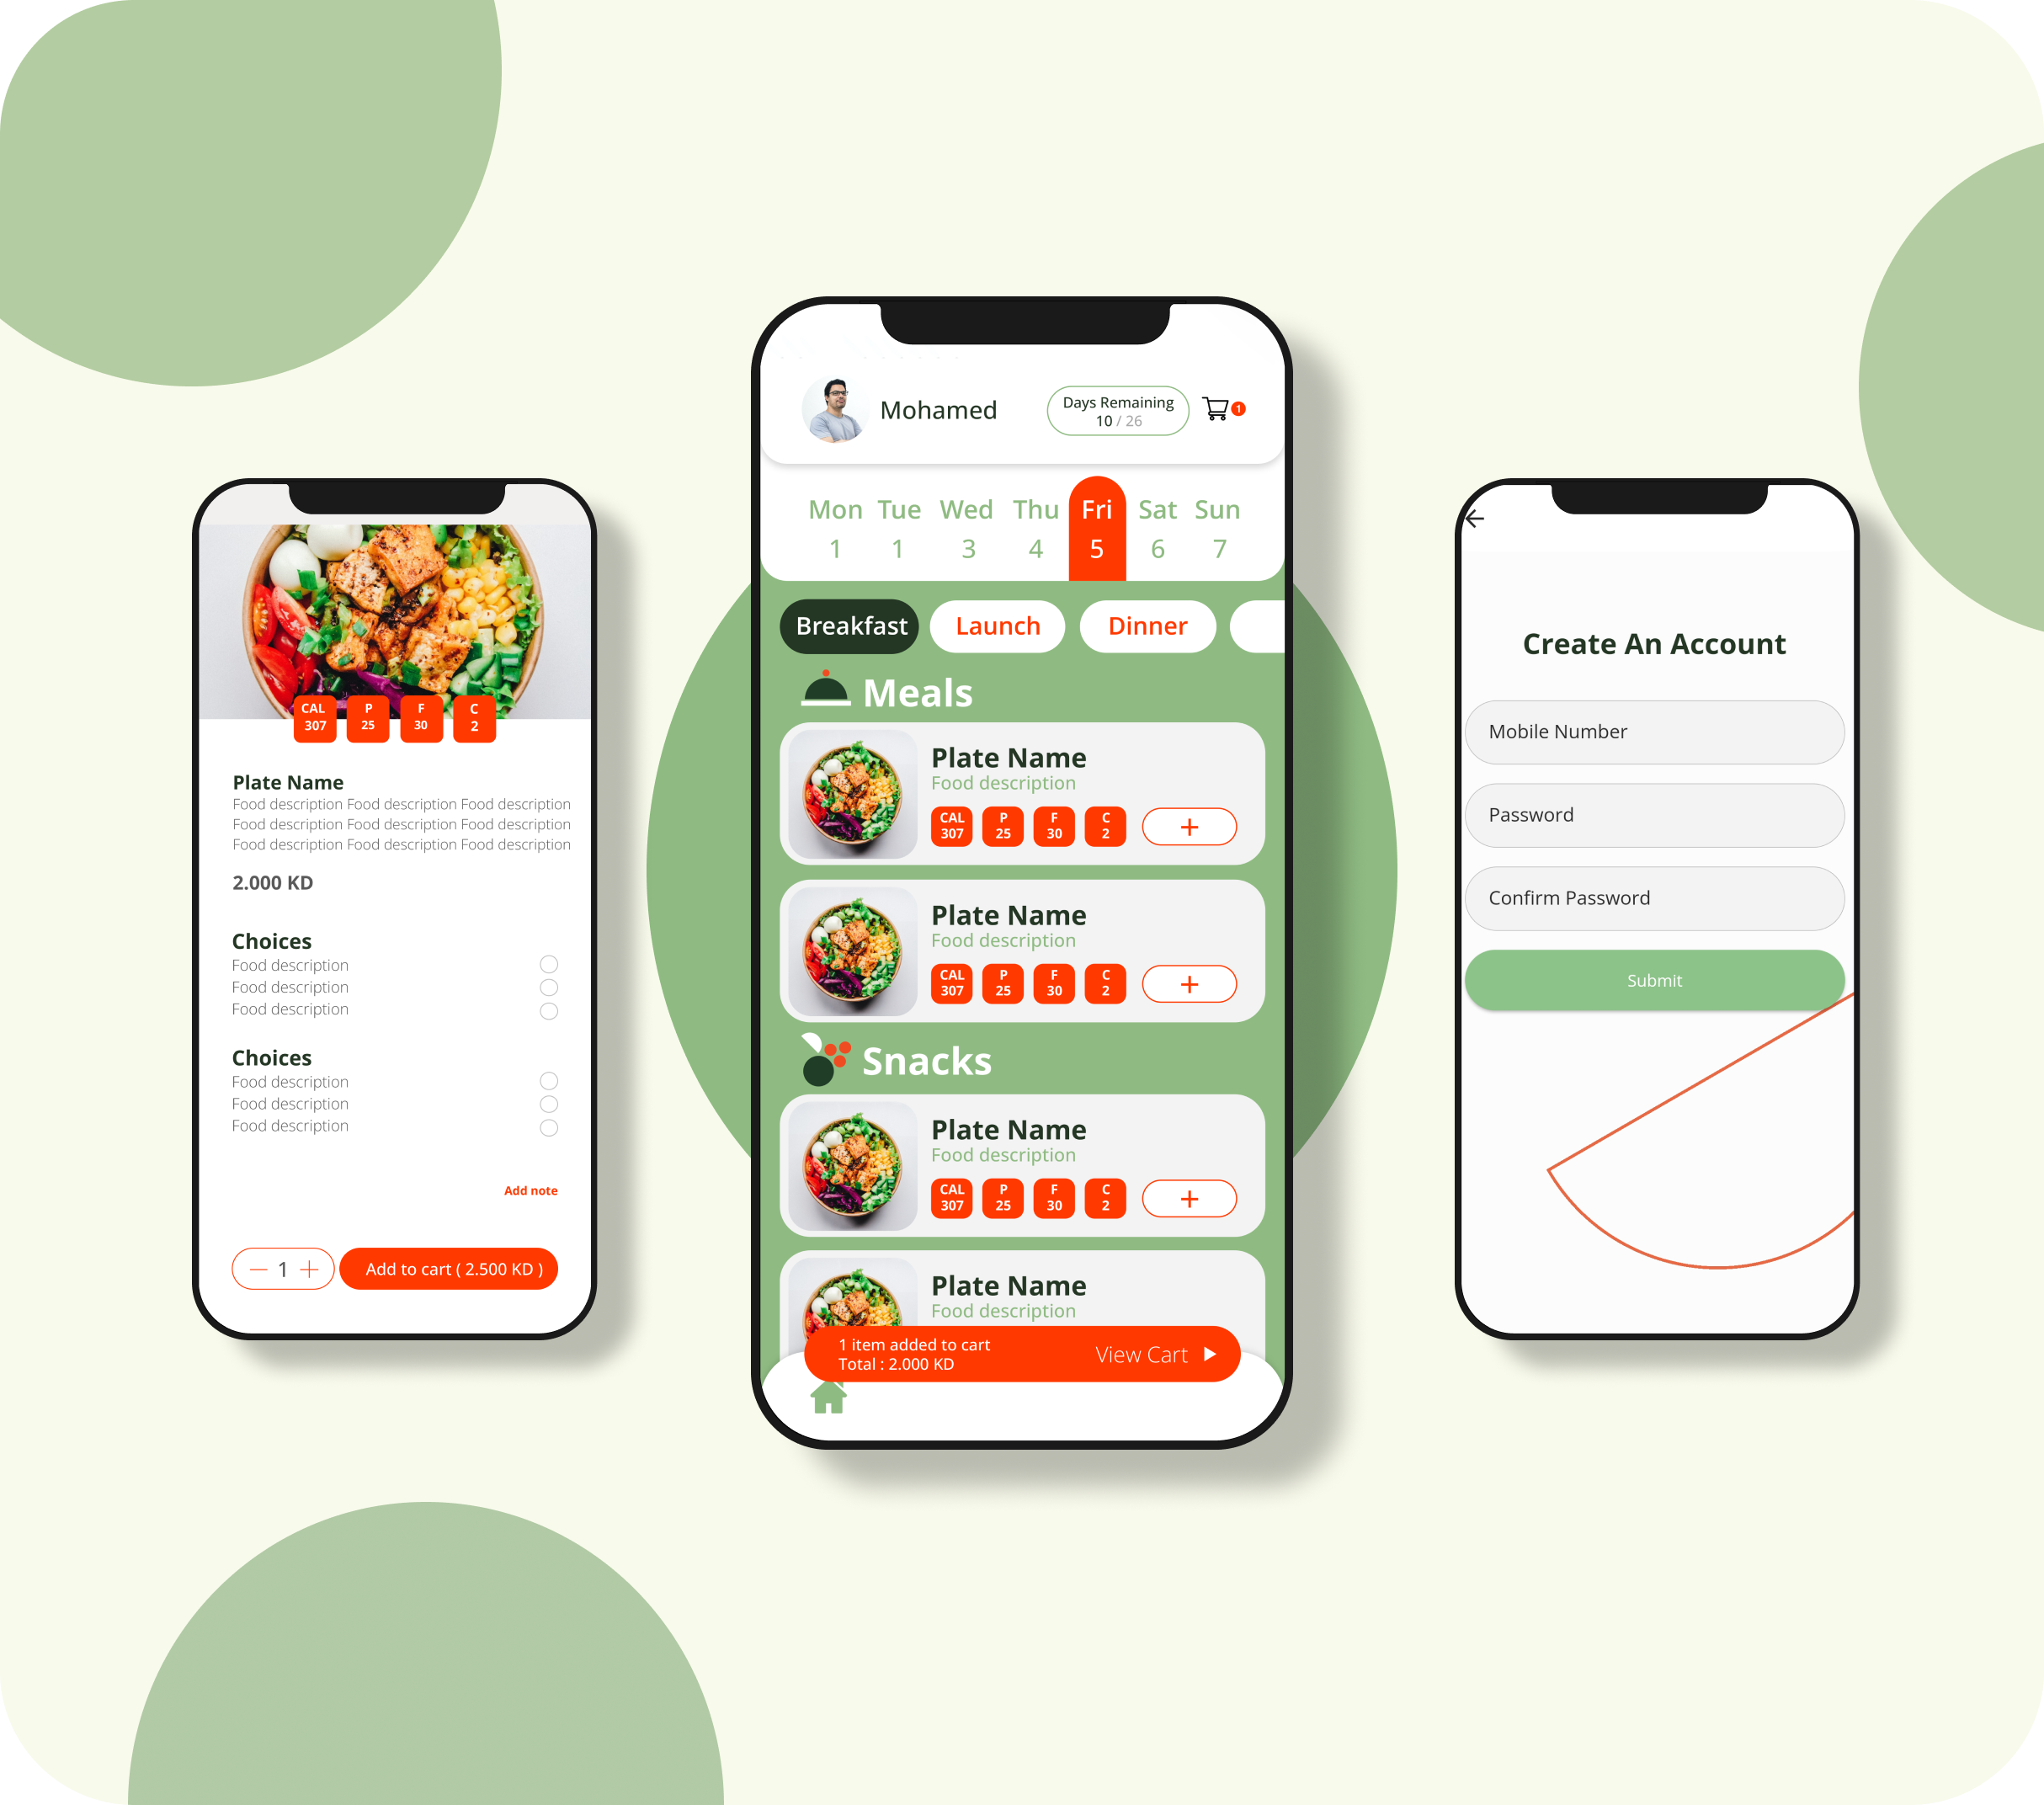 CAL P F C
307 25 30 2
Plate Name
Food description Food description Food description
Food description Food description Food description
Food description Food description Food description
2.000 KD
Choices
Food description
Food description
Food description
Choices
Food description
Food description
Food description
Add note
1 Add to cart ( 2.500 KD )
Mohamed
Days Remaining
10 / 26
1
Mon Tue Wed Thu Fri Sat Sun
1 1 3 4 5 6 7
Breakfast Launch Dinner
Meals
Plate Name
Food description
CAL P F C
307 25 30 2
+
Plate Name
Food description
CAL P F C
307 25 30 2
+
Snacks
Plate Name
Food description
CAL P F C
307 25 30 2
+
Plate Name
Food description
1 item added to cart
Total : 2.000 KD
View Cart
Create An Account
Mobile Number
Password
Confirm Password
Submit